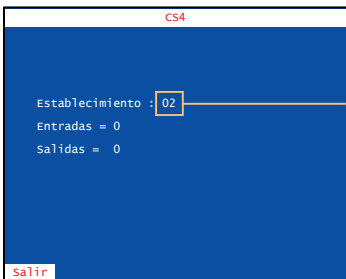 CS4
Establecimiento : 02
Entradas = 0
Salidas = 0
Salir